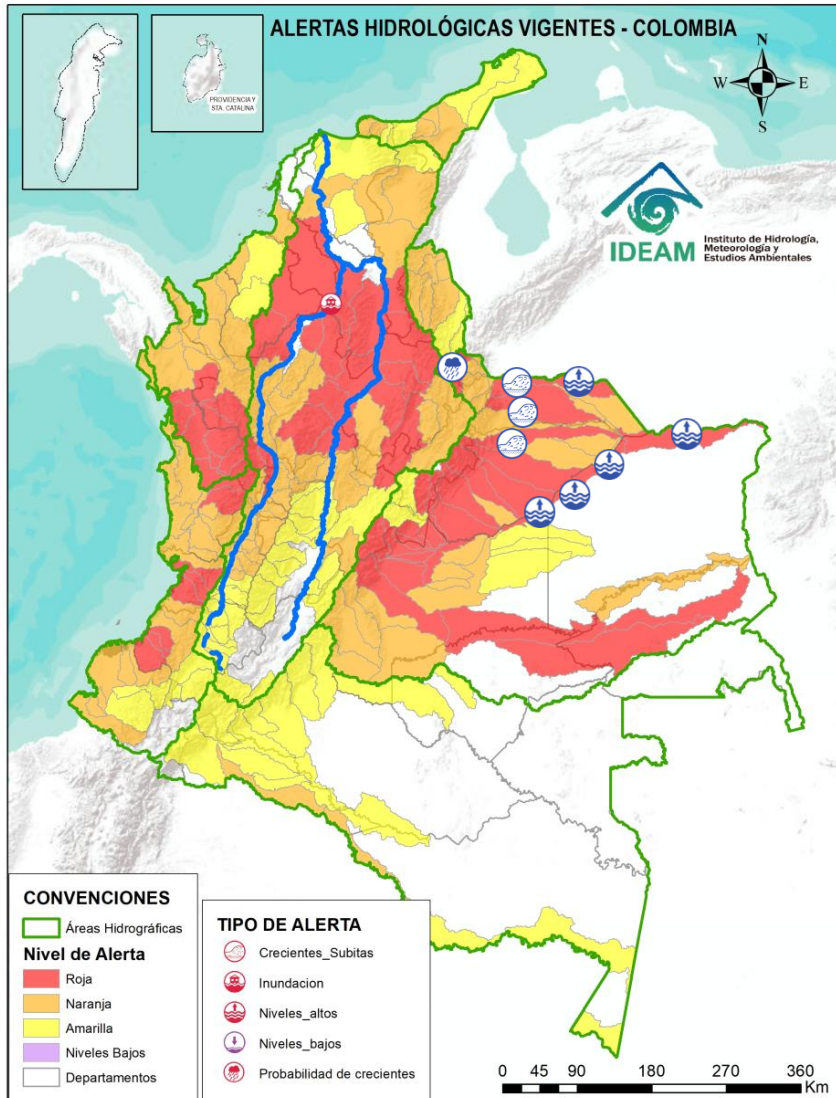 ALERTAS HIDROLÓGICAS VIGENTES - COLOMBIA
PROVIDENCIA Y
STA. CATALINA
N
W
E
S
IDEAM
Instituto de Hidrología,
Meteorología y
Estudios Ambientales
CONVENCIONES
Áreas Hidrográficas
Nivel de Alerta
Roja
Naranja
Amarilla
Niveles Bajos
Departamentos
TIPO DE ALERTA
Crecientes_Subitas
Inundacion
Niveles_altos
Niveles_bajos
Probabilidad de crecientes
0 45 90 180 270 360
Km